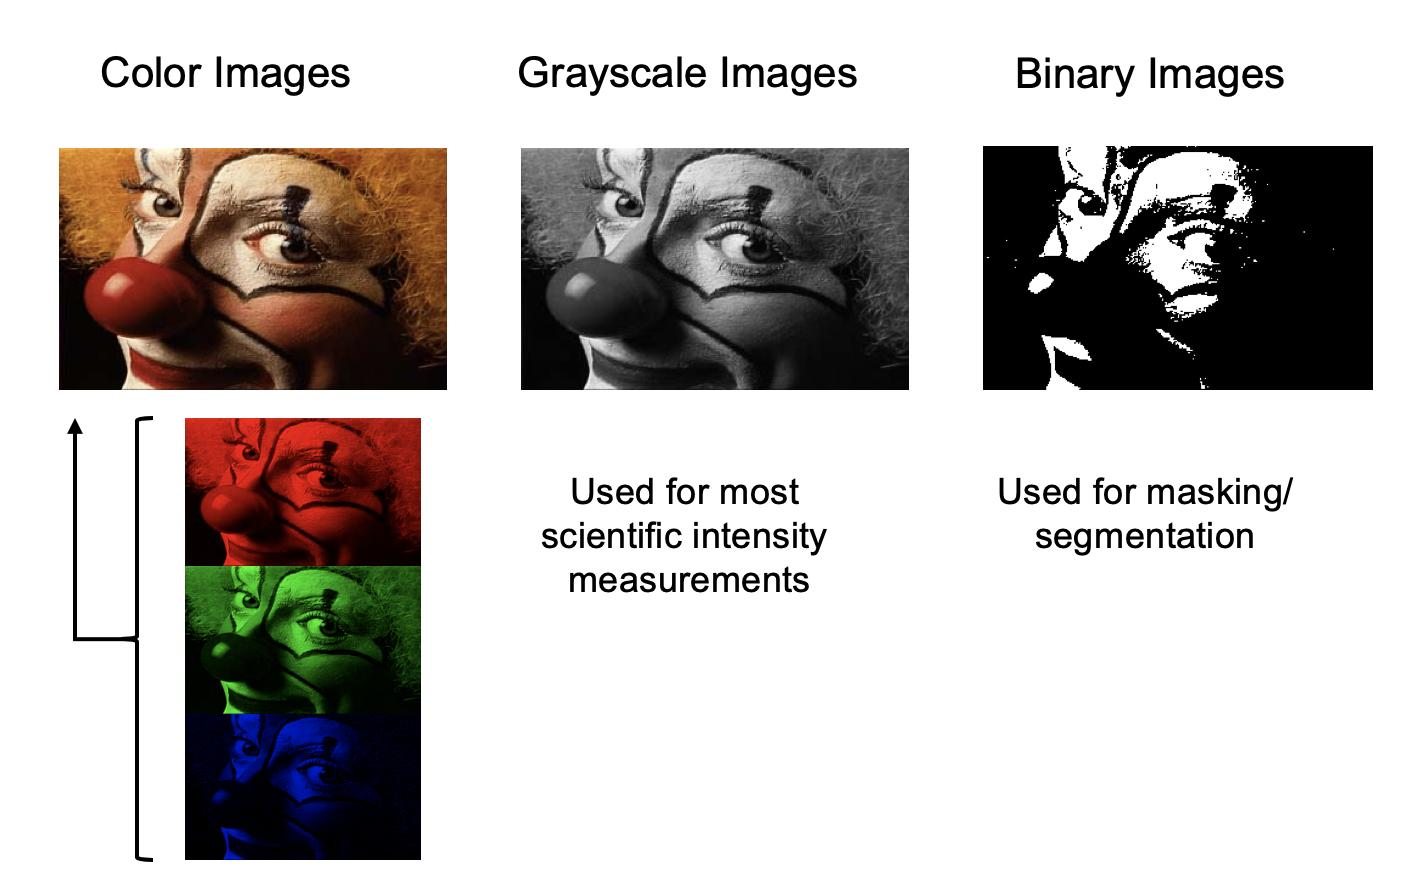 Color Images
Grayscale Images
Binary Images
Used for most
scientific intensity
measurements
Used for masking/
segmentation